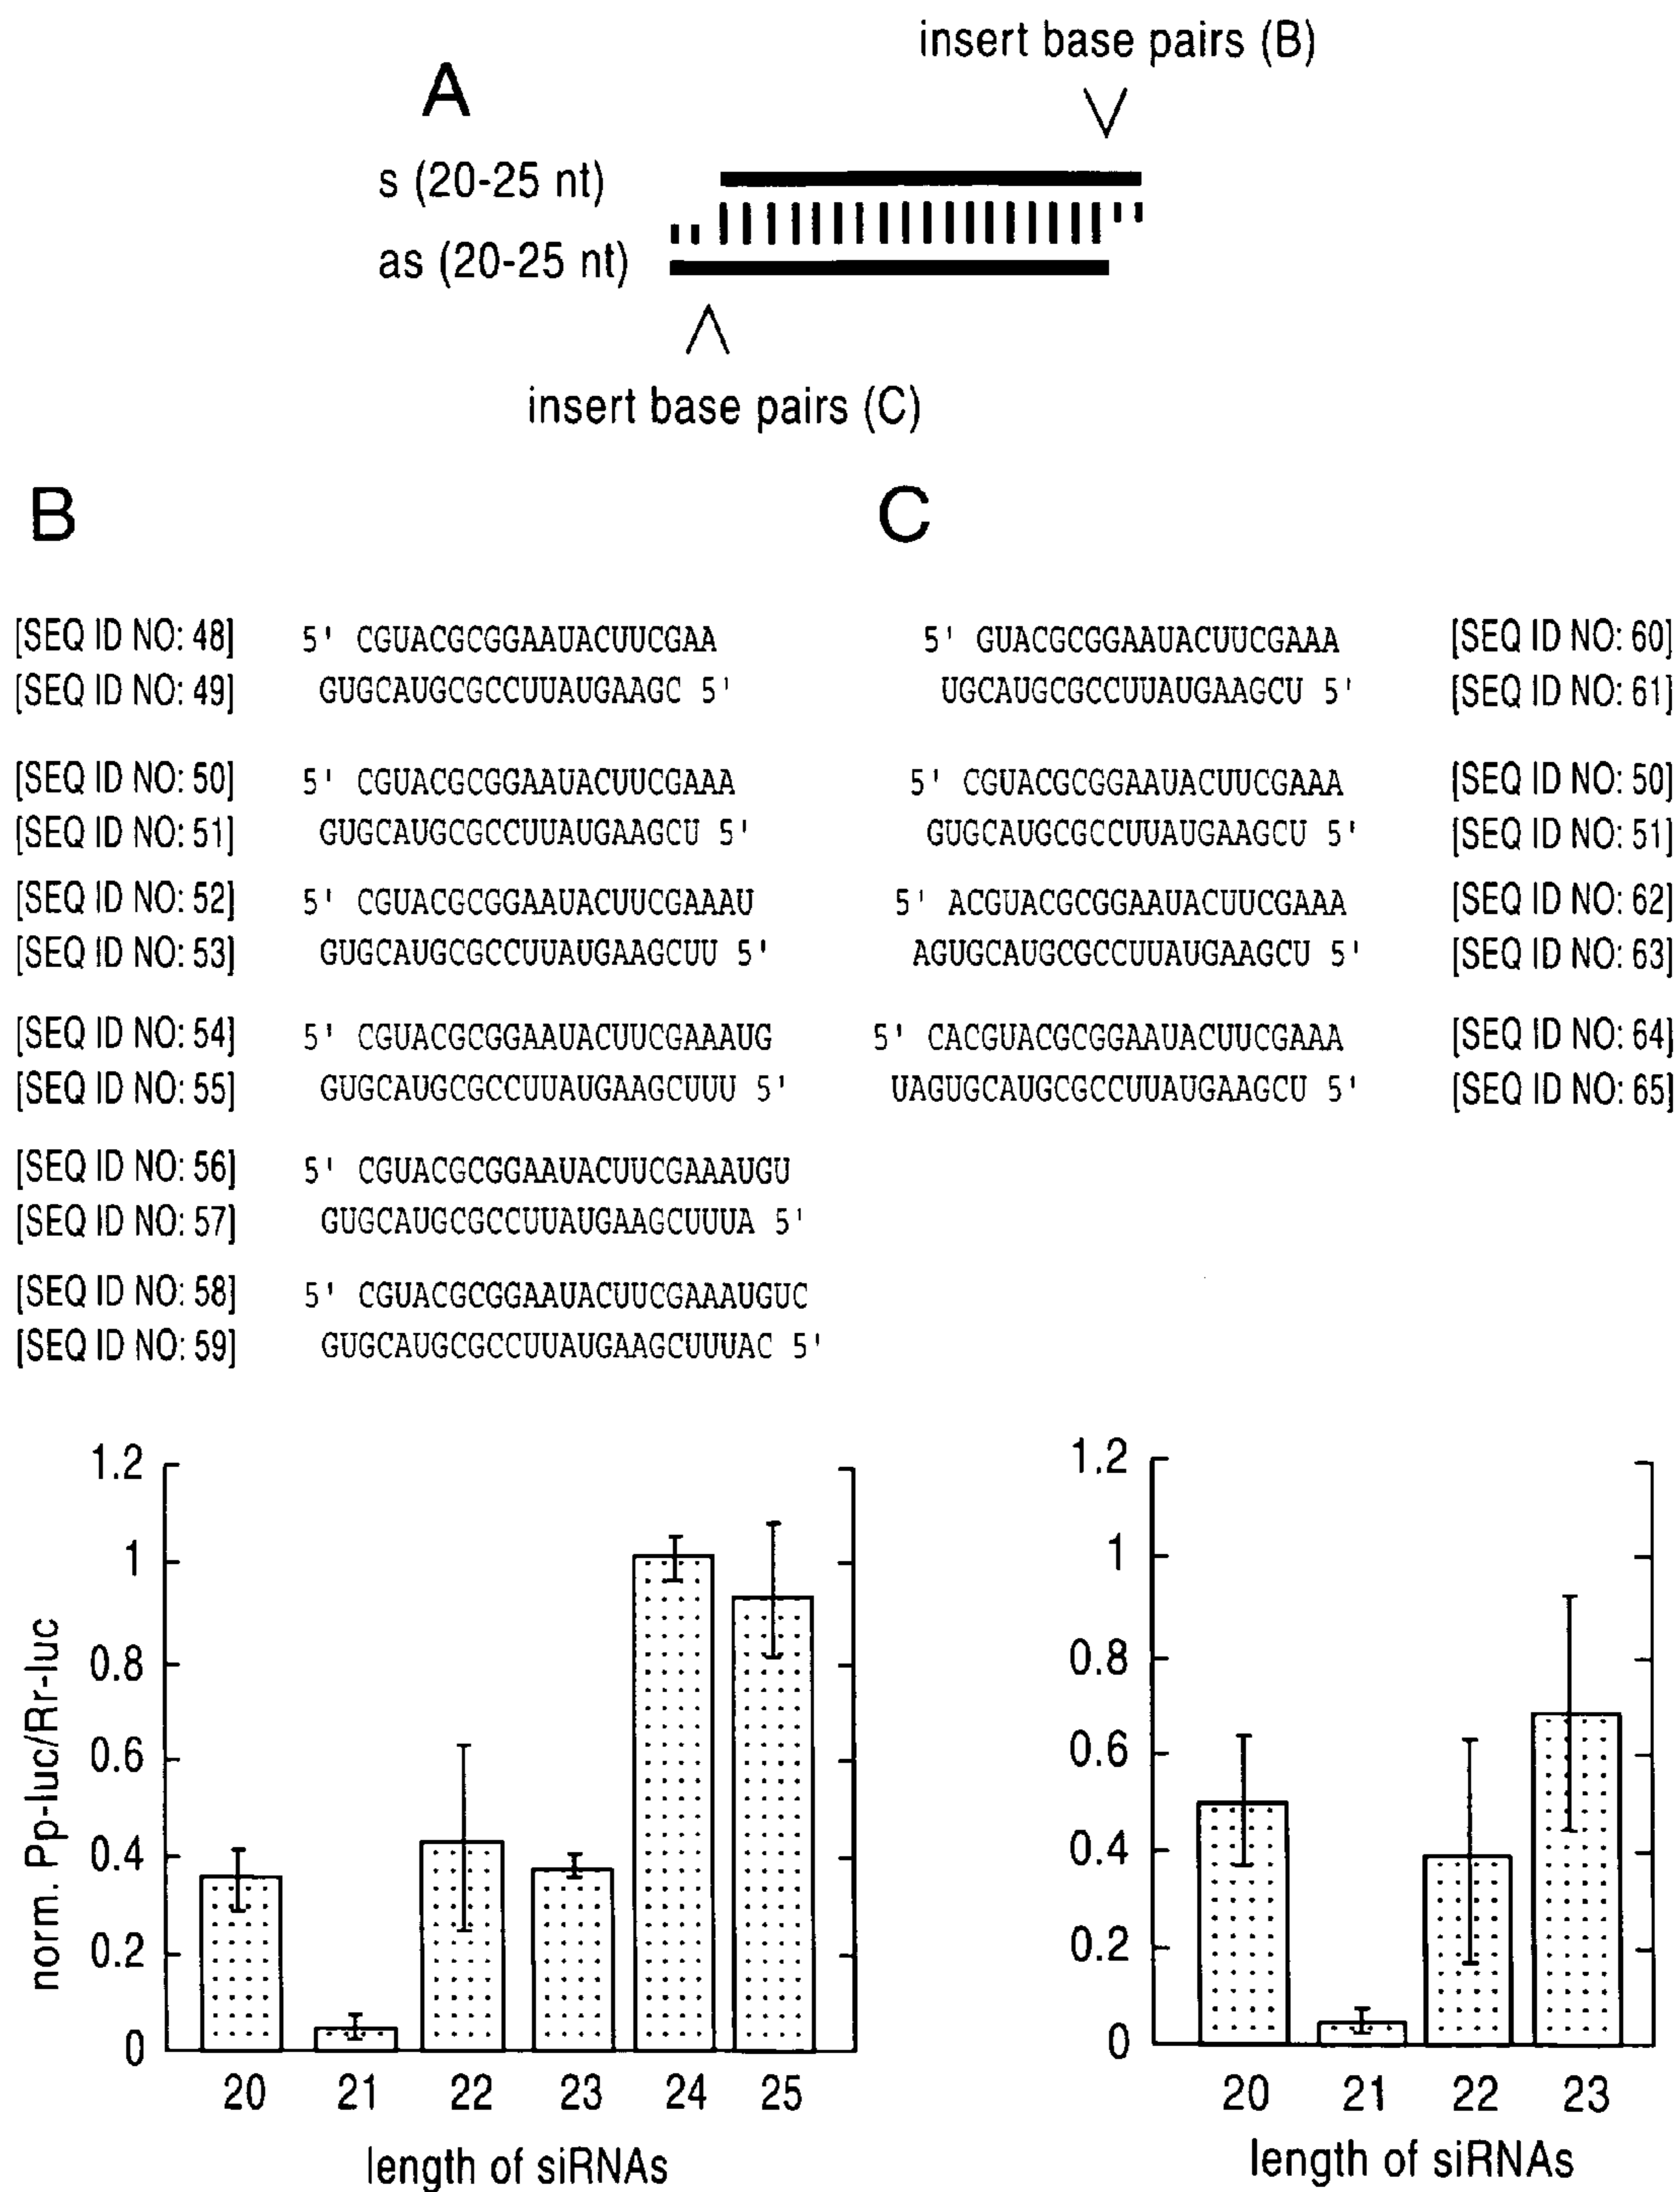 A
insert base pairs (B)
s (20-25 nt)
as (20-25 nt)
insert base pairs (C)
B
[SEQ ID NO: 48] 5' CGUACGCGGAAUACUUCGAA
[SEQ ID NO: 49] GUGCAUGCGCCUUAUGAAGC 5'
[SEQ ID NO: 50] 5' CGUACGCGGAAUACUUCGAAA
[SEQ ID NO: 51] GUGCAUGCGCCUUAUGAAGCU 5'
[SEQ ID NO: 52] 5' CGUACGCGGAAUACUUCGAAAU
[SEQ ID NO: 53] GUGCAUGCGCCUUAUGAAGCUU 5'
[SEQ ID NO: 54] 5' CGUACGCGGAAUACUUCGAAAUG
[SEQ ID NO: 55] GUGCAUGCGCCUUAUGAAGCUUU 5'
[SEQ ID NO: 56] 5' CGUACGCGGAAUACUUCGAAAUGU
[SEQ ID NO: 57] GUGCAUGCGCCUUAUGAAGCUUUA 5'
[SEQ ID NO: 58] 5' CGUACGCGGAAUACUUCGAAAUGUC
[SEQ ID NO: 59] GUGCAUGCGCCUUAUGAAGCUUUAC 5'
C
5' GUACGCGGAAUACUUCGAAA [SEQ ID NO: 60]
UGCAUGCGCCUUAUGAAGCU 5' [SEQ ID NO: 61]
5' CGUACGCGGAAUACUUCGAAA [SEQ ID NO: 50]
GUGCAUGCGCCUUAUGAAGCU 5' [SEQ ID NO: 51]
5' ACGUACGCGGAAUACUUCGAAA [SEQ ID NO: 62]
AGUGCAUGCGCCUUAUGAAGCU 5' [SEQ ID NO: 63]
5' CACGUACGCGGAAUACUUCGAAA [SEQ ID NO: 64]
UAGUGCAUGCGCCUUAUGAAGCU 5' [SEQ ID NO: 65]
norm. Pp-luc/Rr-luc
1.2
1
0.8
0.6
0.4
0.2
0
20 21 22 23 24 25
length of siRNAs
1.2
1
0.8
0.6
0.4
0.2
0
20 21 22 23
length of siRNAs